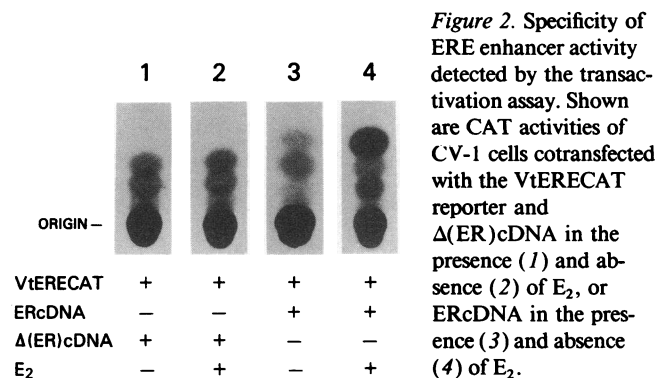 1 2 3 4
ORIGIN –
VtERECAT + + + +
ERcDNA – – + +
Δ(ER)cDNA + + – –
E₂ – + – +
Figure 2. Specificity of
ERE enhancer activity
detected by the transac-
tivation assay. Shown
are CAT activities of
CV-1 cells cotransfected
with the VtERECAT
reporter and
Δ(ER)cDNA in the
presence (1) and ab-
sence (2) of E₂, or
ERcDNA in the pres-
ence (3) and absence
(4) of E₂.